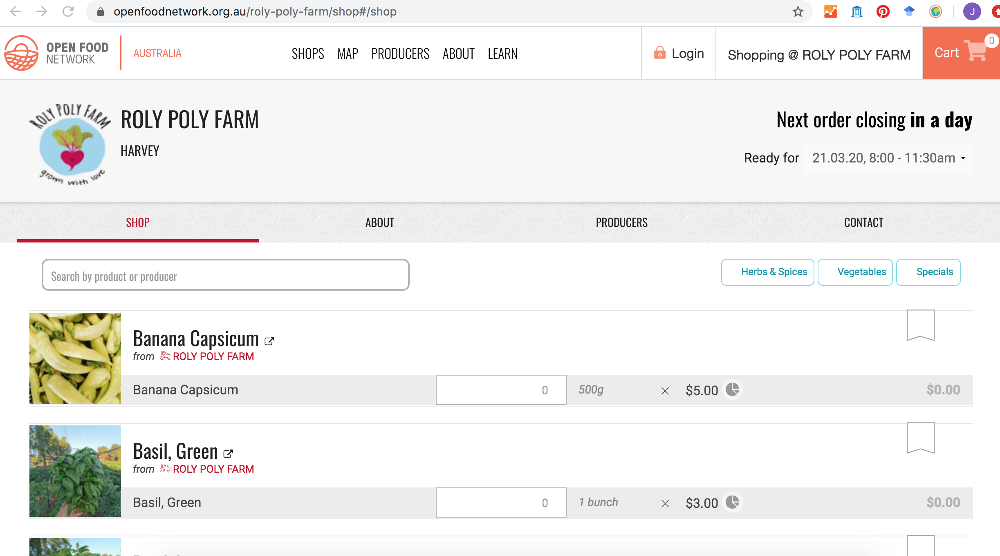 openfoodnetwork.org.au/roly-poly-farm/shop#/shop
J
OPEN FOOD
NETWORK
AUSTRALIA
SHOPS MAP PRODUCERS ABOUT LEARN
Login
Shopping @ ROLY POLY FARM
Cart
0
ROLY POLY FARM
grown with love
ROLY POLY FARM
HARVEY
Next order closing in a day
Ready for 21.03.20, 8:00 - 11:30am
SHOP ABOUT PRODUCERS CONTACT
Search by product or producer
Herbs & Spices Vegetables Specials
Banana Capsicum
from ROLY POLY FARM
Banana Capsicum 0 500g × $5.00 $0.00
Basil, Green
from ROLY POLY FARM
Basil, Green 0 1 bunch × $3.00 $0.00